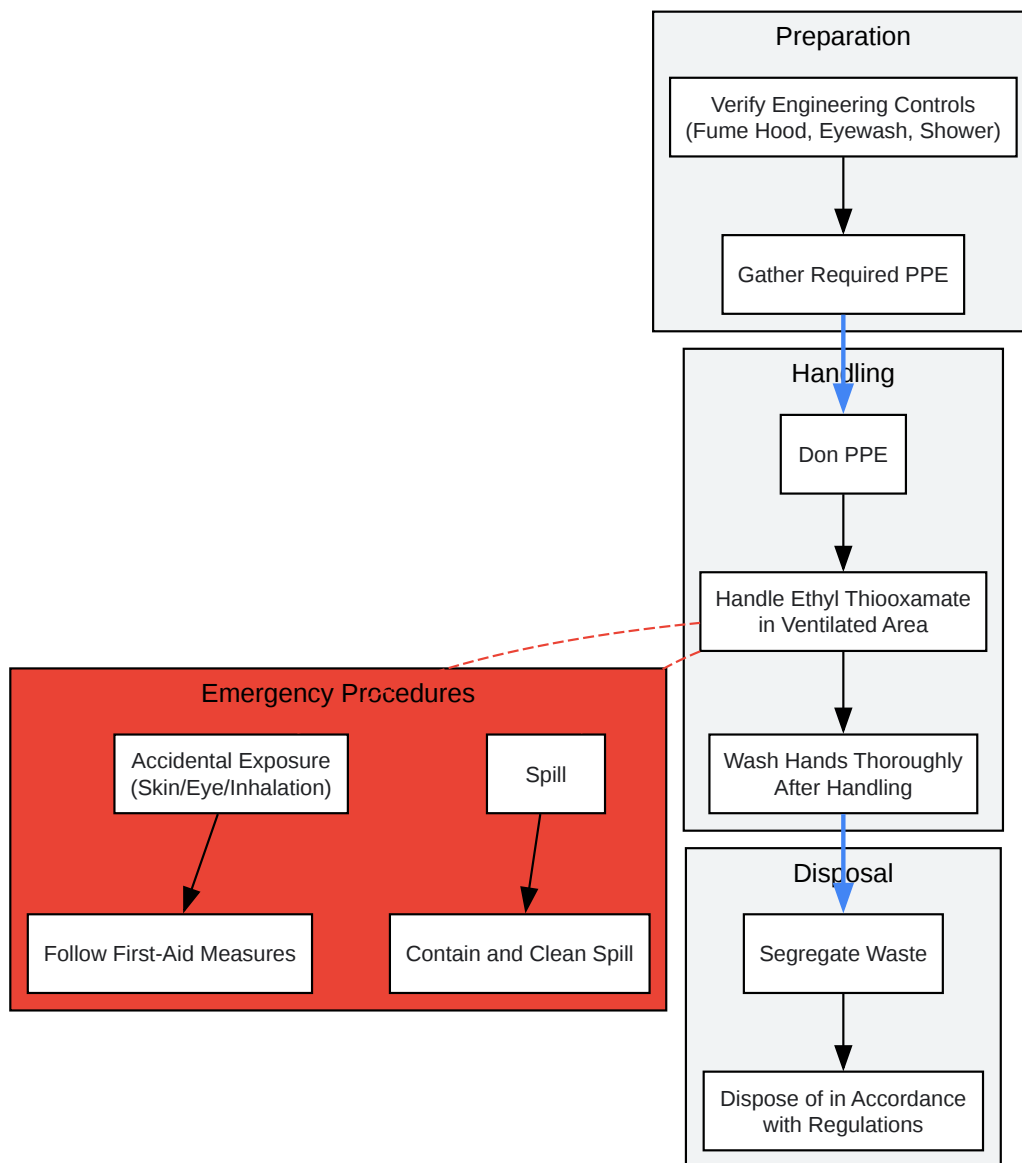 Preparation
Verify Engineering Controls
(Fume Hood, Eyewash, Shower)
Gather Required PPE
Handling
Don PPE
Handle Ethyl Thiooxamate
in Ventilated Area
Wash Hands Thoroughly
After Handling
Emergency Procedures
Accidental Exposure
(Skin/Eye/Inhalation)
Spill
Follow First-Aid Measures
Contain and Clean Spill
Disposal
Segregate Waste
Dispose of in Accordance
with Regulations